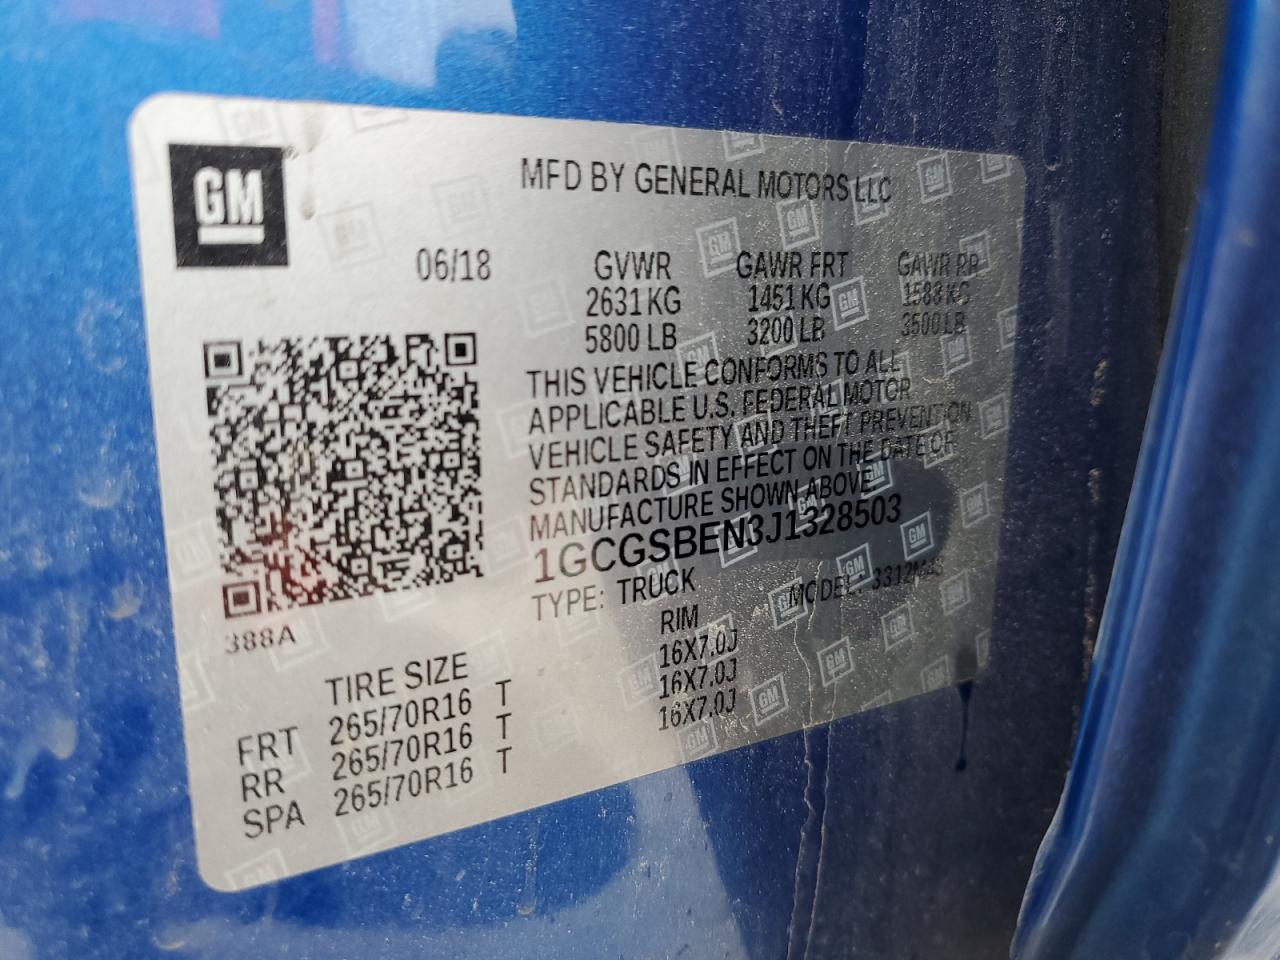 GM
MFD BY GENERAL MOTORS LLC
06/18
GVWR GAWR FRT GAWR RR
2631 KG 1451 KG 1588 KG
5800 LB 3200 LB 3500 LB
THIS VEHICLE CONFORMS TO ALL
APPLICABLE U.S. FEDERAL MOTOR
VEHICLE SAFETY AND THEFT PREVENTION
STANDARDS IN EFFECT ON THE DATE OF
MANUFACTURE SHOWN ABOVE
1GCGSBEN3J1328503
TYPE: TRUCK MODEL:
388A
TIRE SIZE RIM
FRT 265/70R16 T 16X7.0J
RR 265/70R16 T 16X7.0J
SPA 265/70R16 T 16X7.0J